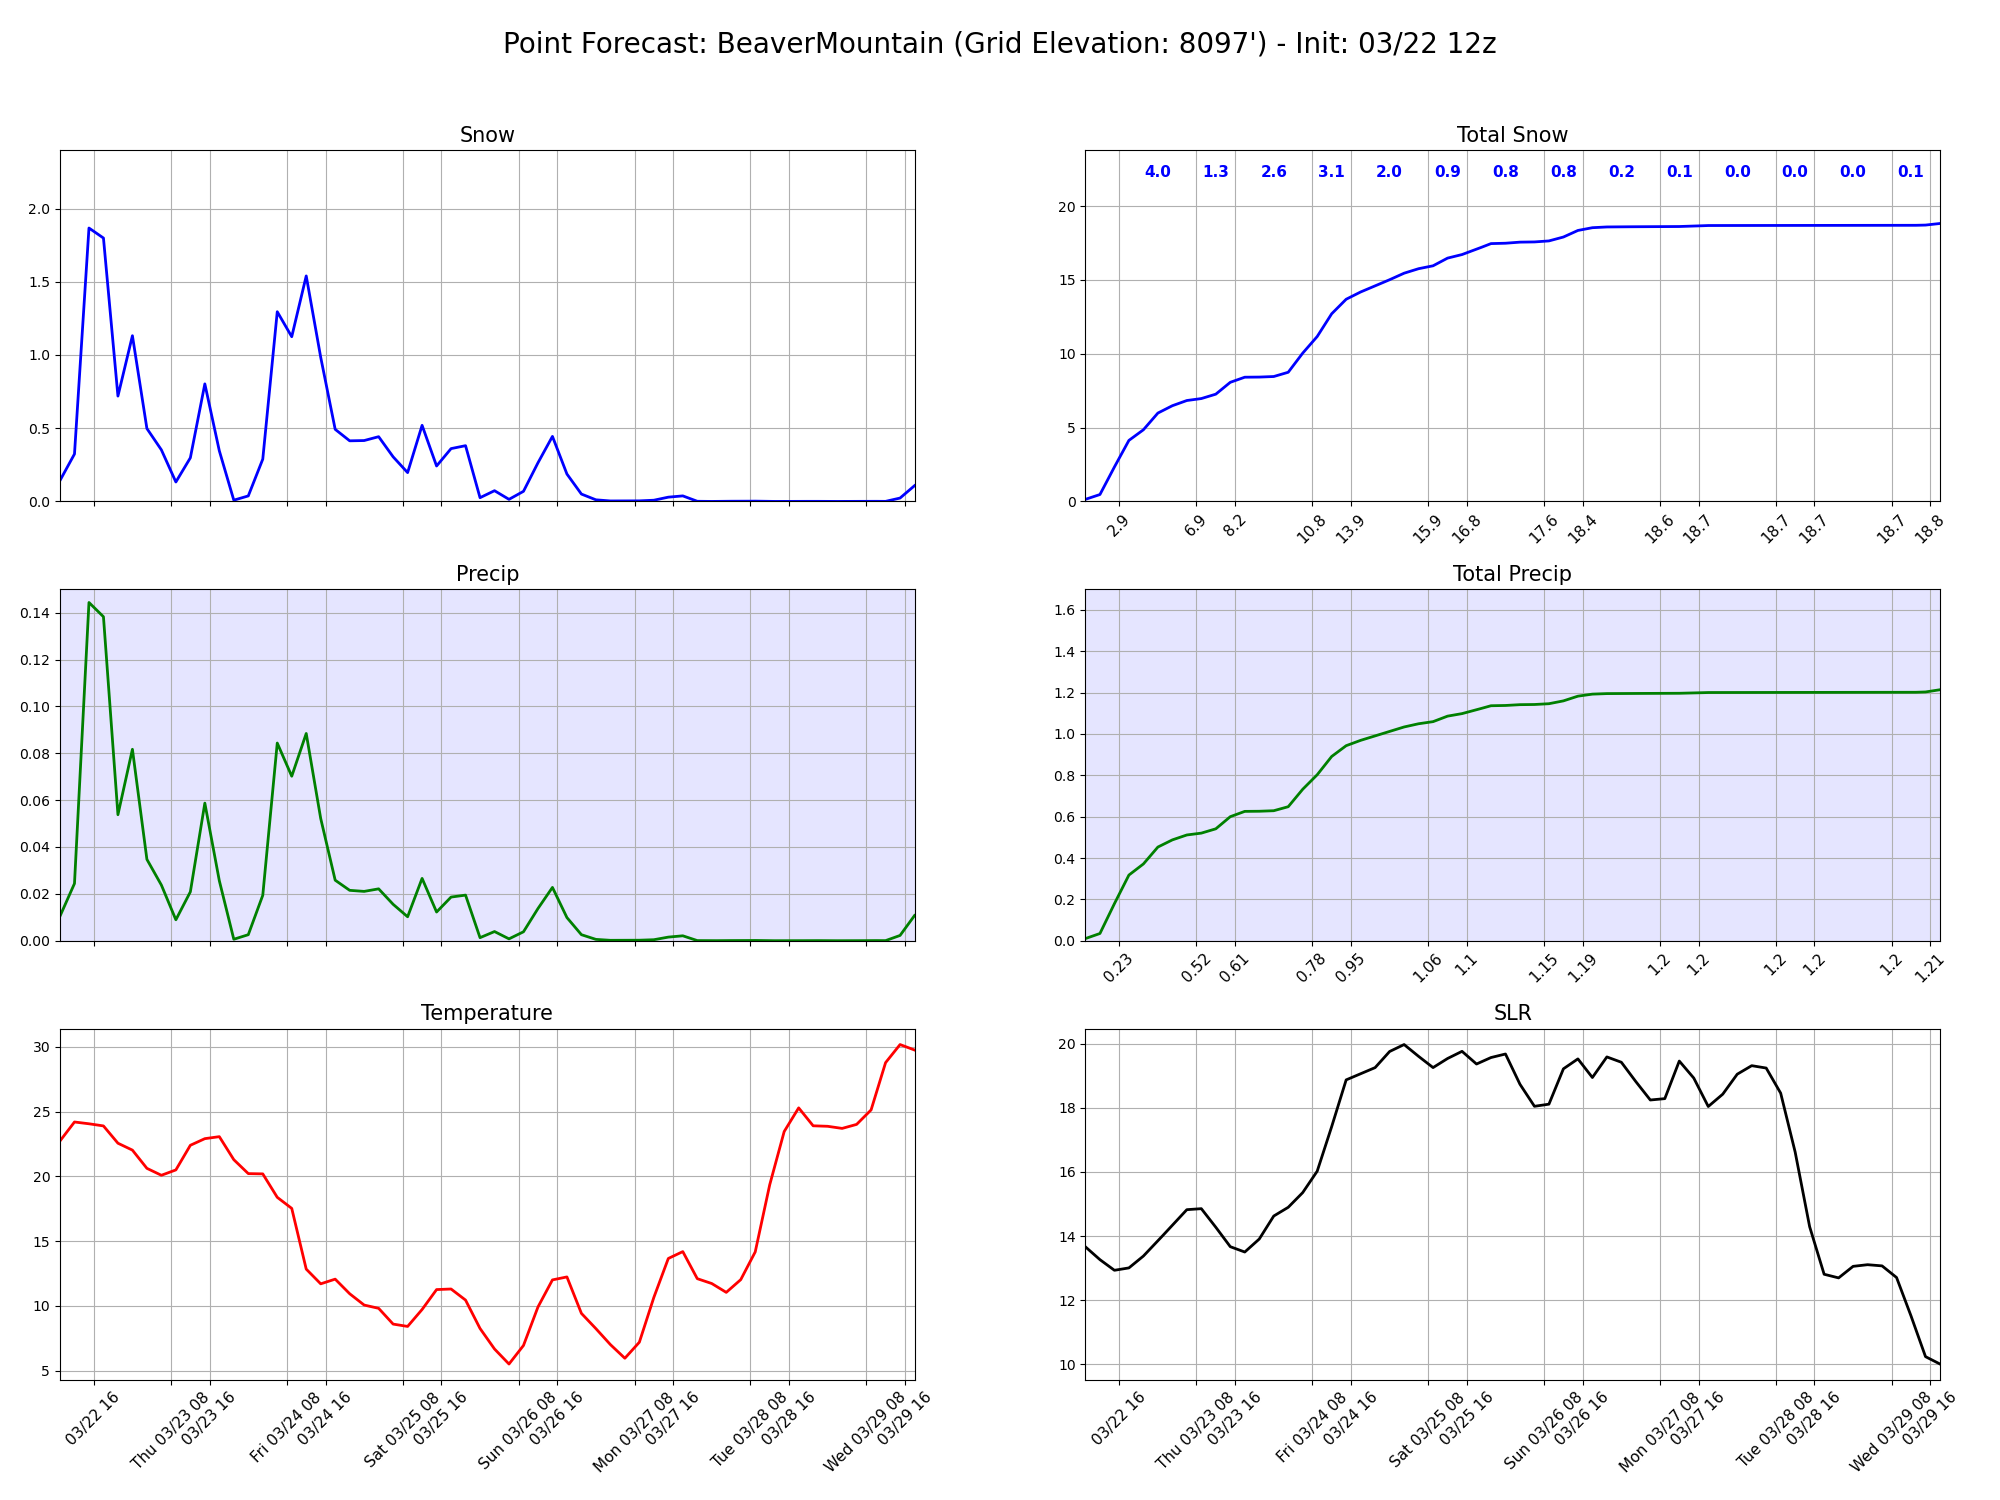 Point Forecast: BeaverMountain (Grid Elevation: 8097') - Init: 03/22 12z
Snow
2.0
1.5
1.0
0.5
0.0
Total Snow
4.0 1.3 2.6 3.1 2.0 0.9 0.8 0.8 0.2 0.1 0.0 0.0 0.0 0.1
20
15
10
5
0
2.9 6.9 8.2 10.8 13.9 15.9 16.8 17.6 18.4 18.6 18.7 18.7 18.7 18.7 18.8
Precip
0.14
0.12
0.10
0.08
0.06
0.04
0.02
0.00
Total Precip
1.6
1.4
1.2
1.0
0.8
0.6
0.4
0.2
0.0
0.23 0.52 0.61 0.78 0.95 1.06 1.1 1.15 1.19 1.2 1.2 1.2 1.2 1.2 1.21
Temperature
30
25
20
15
10
5
03/22 16
Thu 03/23 08
03/23 16
Fri 03/24 08
03/24 16
Sat 03/25 08
03/25 16
Sun 03/26 08
03/26 16
Mon 03/27 08
03/27 16
Tue 03/28 08
03/28 16
Wed 03/29 08
03/29 16
SLR
20
18
16
14
12
10
03/22 16
Thu 03/23 08
03/23 16
Fri 03/24 08
03/24 16
Sat 03/25 08
03/25 16
Sun 03/26 08
03/26 16
Mon 03/27 08
03/27 16
Tue 03/28 08
03/28 16
Wed 03/29 08
03/29 16